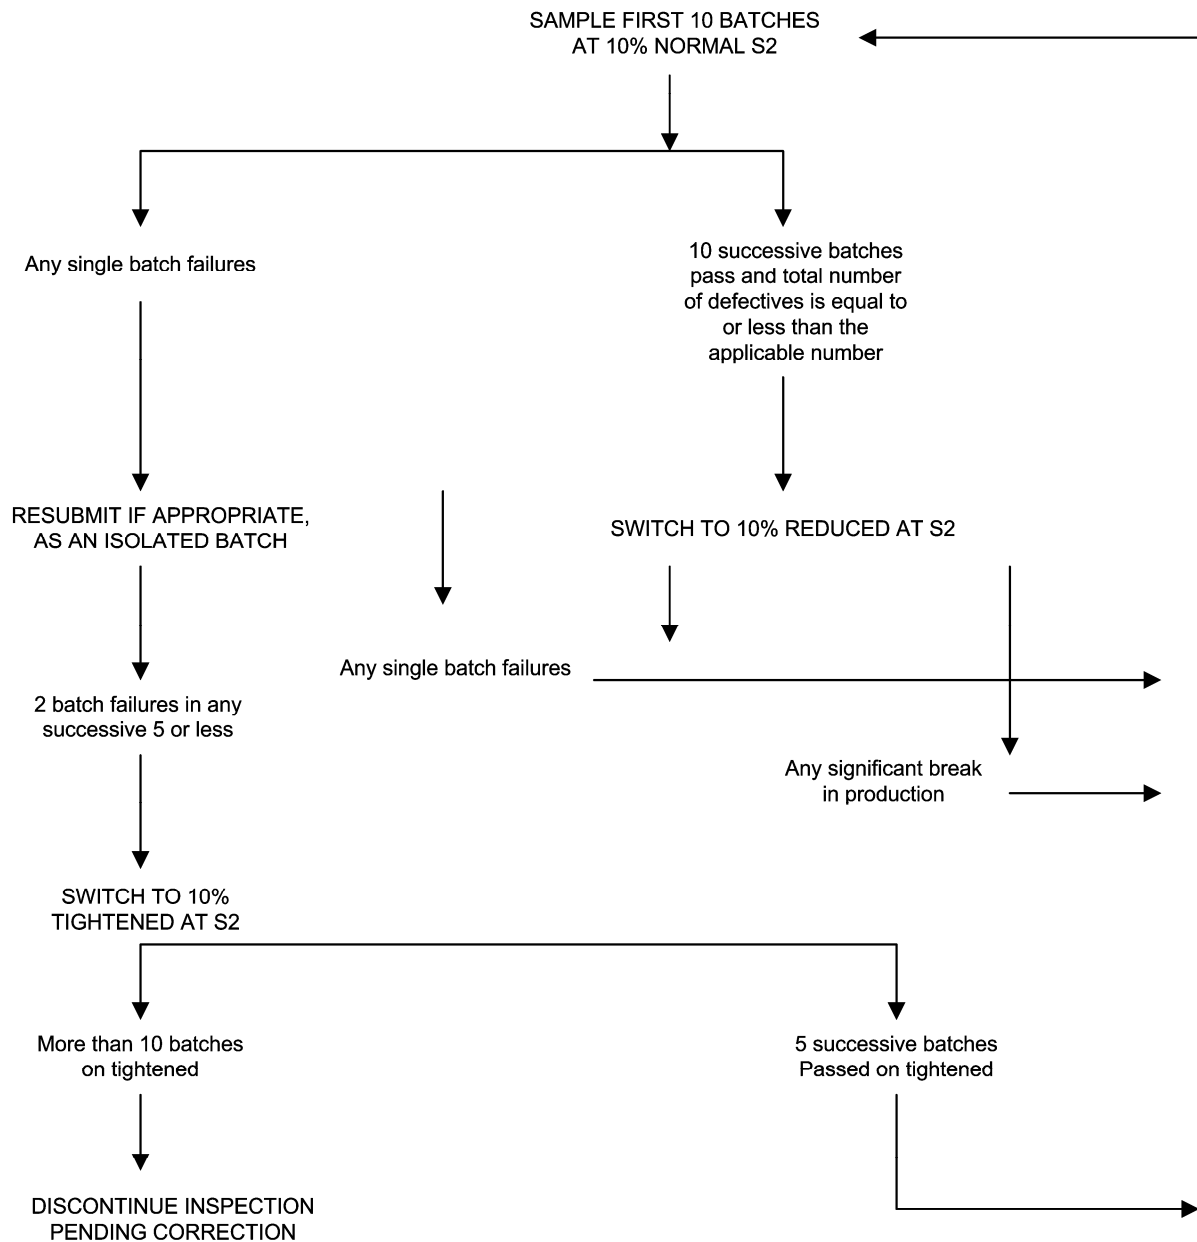 SAMPLE FIRST 10 BATCHES
AT 10% NORMAL S2
Any single batch failures
10 successive batches
pass and total number
of defectives is equal to
or less than the
applicable number
RESUBMIT IF APPROPRIATE,
AS AN ISOLATED BATCH
SWITCH TO 10% REDUCED AT S2
Any single batch failures
2 batch failures in any
successive 5 or less
Any significant break
in production
SWITCH TO 10%
TIGHTENED AT S2
More than 10 batches
on tightened
5 successive batches
Passed on tightened
DISCONTINUE INSPECTION
PENDING CORRECTION